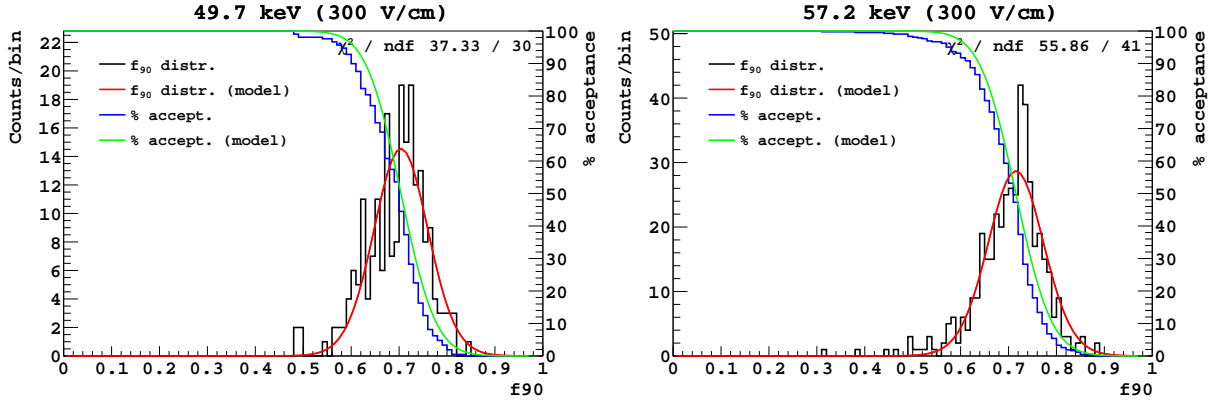 49.7 keV (300 V/cm)
χ² / ndf 37.33 / 30
f₉₀ distr.
f₉₀ distr. (model)
% accept.
% accept. (model)
Counts/bin
% acceptance
0 2 4 6 8 10 12 14 16 18 20 22
0 10 20 30 40 50 60 70 80 90 100
0 0.1 0.2 0.3 0.4 0.5 0.6 0.7 0.8 0.9 1
f90
57.2 keV (300 V/cm)
χ² / ndf 55.86 / 41
f₉₀ distr.
f₉₀ distr. (model)
% accept.
% accept. (model)
Counts/bin
% acceptance
0 10 20 30 40 50
0 10 20 30 40 50 60 70 80 90 100
0 0.1 0.2 0.3 0.4 0.5 0.6 0.7 0.8 0.9 1
f90